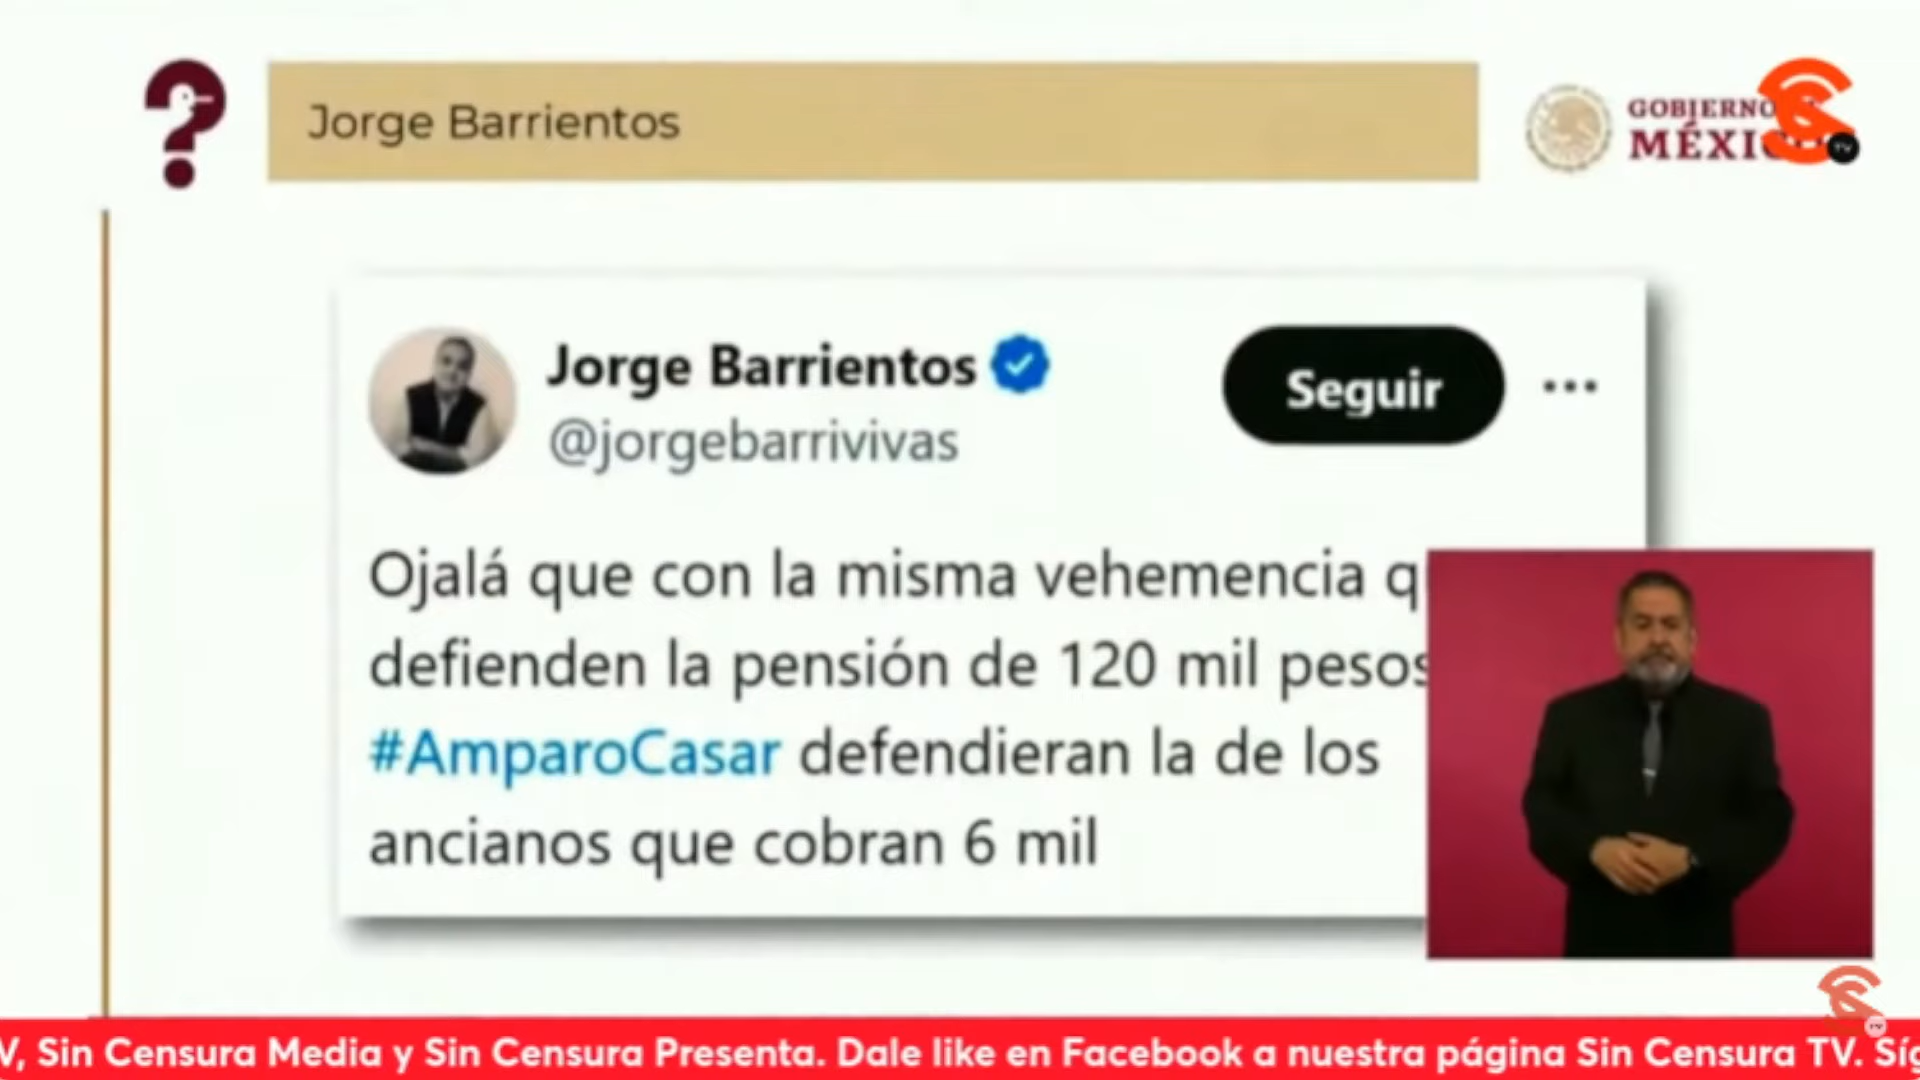 Jorge Barrientos
GOBIERNO
MÉXI
TV
Jorge Barrientos
@jorgebarrivivas
Seguir
Ojalá que con la misma vehemencia q
defienden la pensión de 120 mil pesos
#AmparoCasar defendieran la de los
ancianos que cobran 6 mil
TV
V, Sin Censura Media y Sin Censura Presenta. Dale like en Facebook a nuestra página Sin Censura TV. Síg